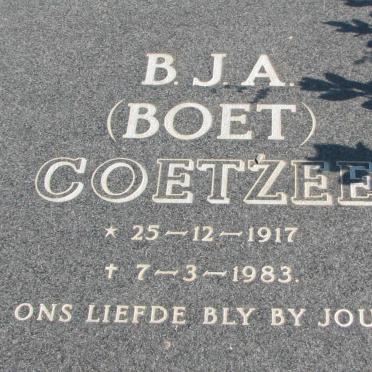 B. J. A.
(BOET)
COETZEE
* 25-12-1917
† 7-3-1983.
ONS LIEFDE BLY BY JOU